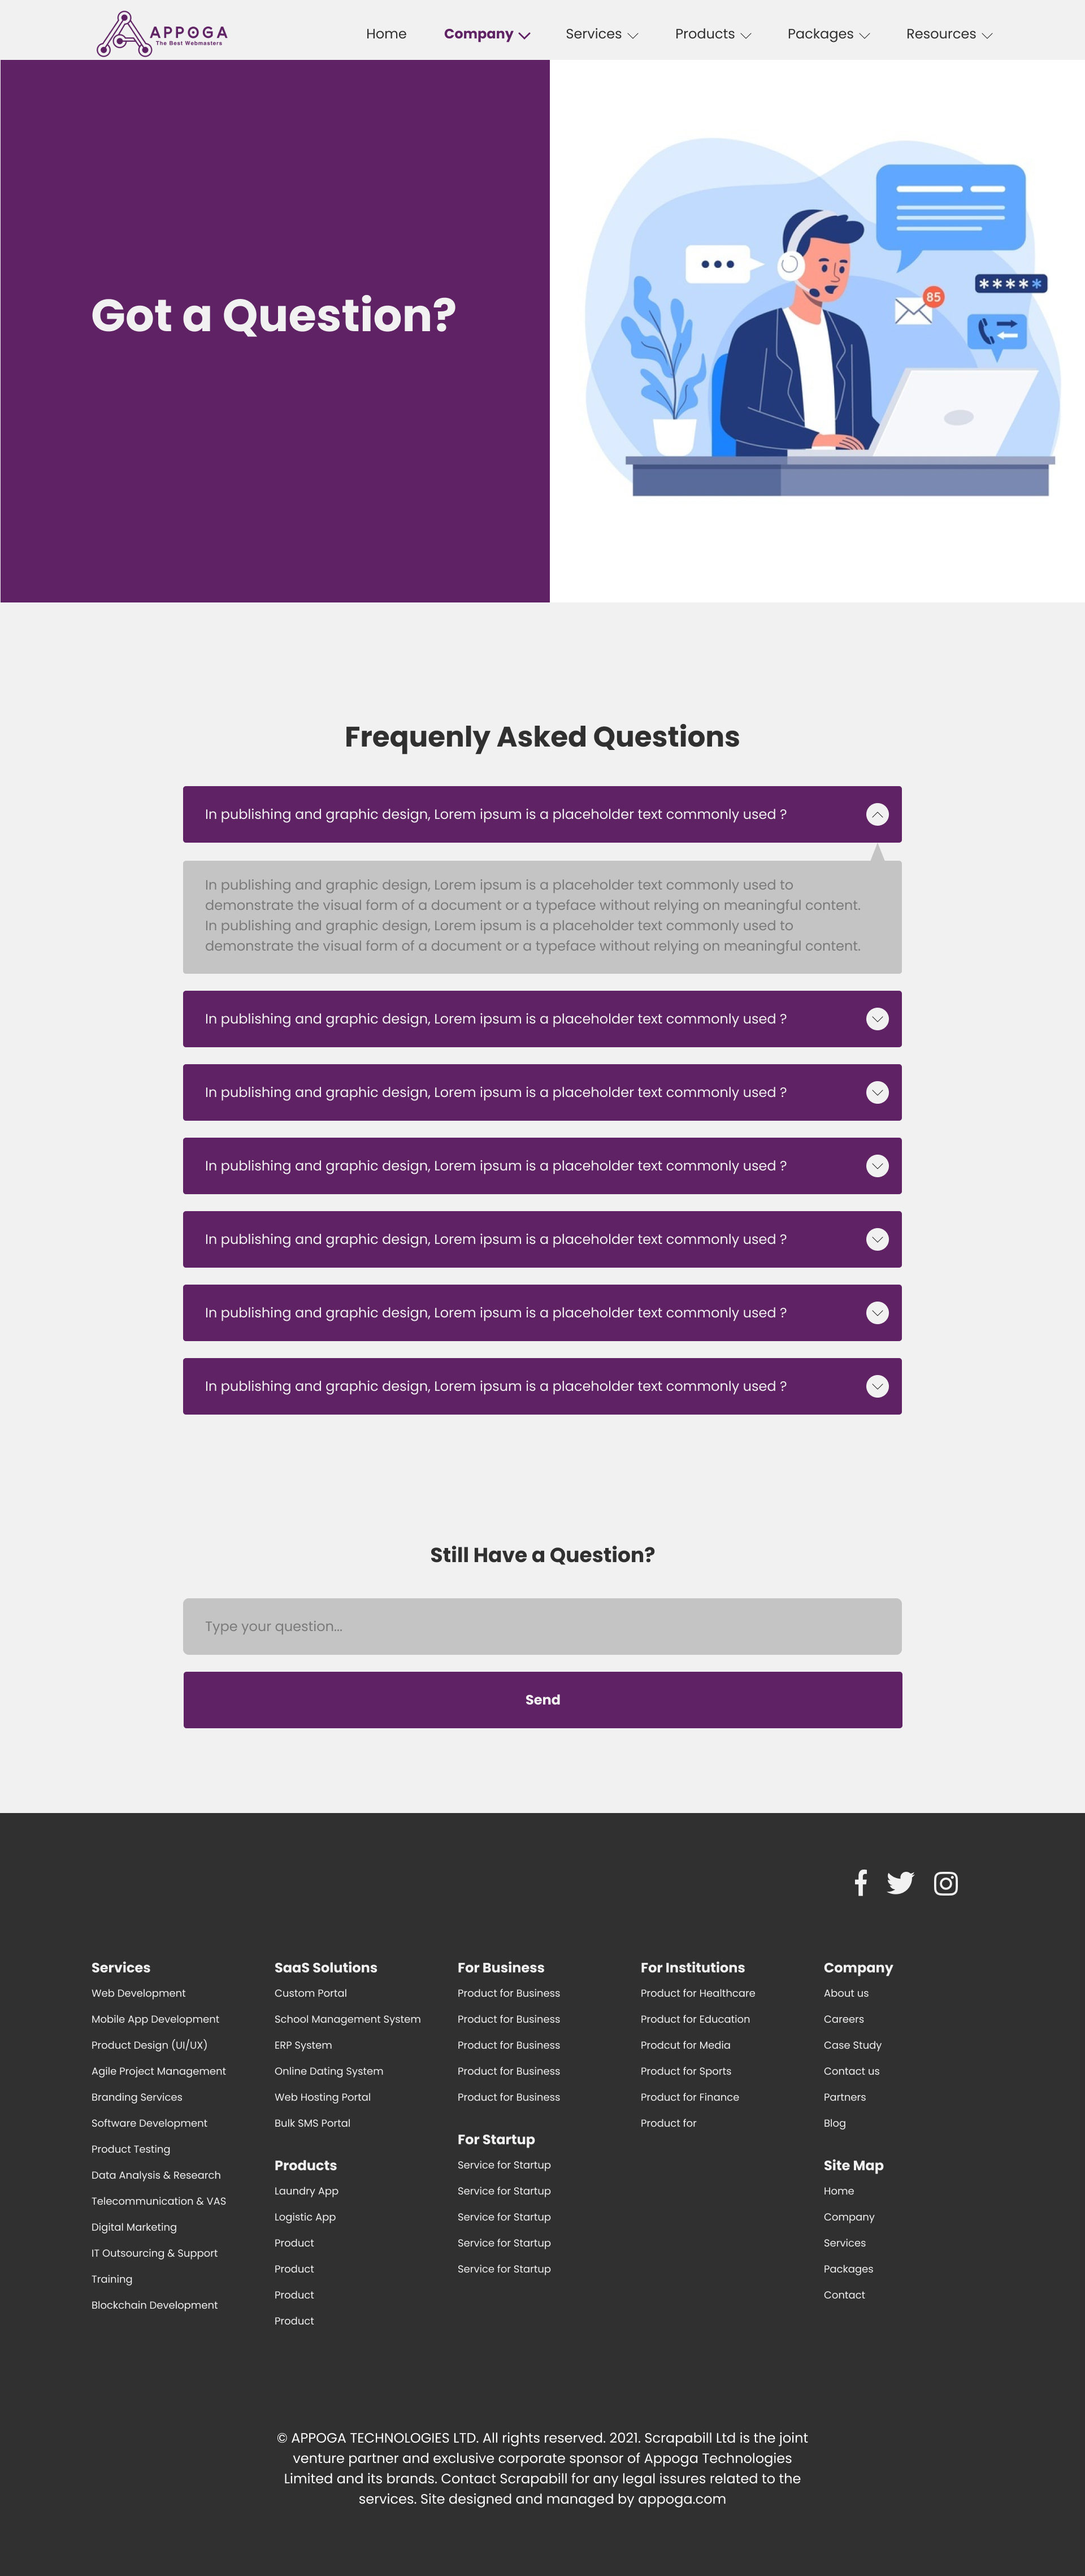 APPOGA
The Best Webmasters
Home
Company
Services
Products
Packages
Resources
Got a Question?
85
*****
Frequenly Asked Questions
In publishing and graphic design, Lorem ipsum is a placeholder text commonly used ?
In publishing and graphic design, Lorem ipsum is a placeholder text commonly used to
demonstrate the visual form of a document or a typeface without relying on meaningful content.
In publishing and graphic design, Lorem ipsum is a placeholder text commonly used to
demonstrate the visual form of a document or a typeface without relying on meaningful content.
In publishing and graphic design, Lorem ipsum is a placeholder text commonly used ?
In publishing and graphic design, Lorem ipsum is a placeholder text commonly used ?
In publishing and graphic design, Lorem ipsum is a placeholder text commonly used ?
In publishing and graphic design, Lorem ipsum is a placeholder text commonly used ?
In publishing and graphic design, Lorem ipsum is a placeholder text commonly used ?
In publishing and graphic design, Lorem ipsum is a placeholder text commonly used ?
Still Have a Question?
Type your question...
Send
Services
Web Development
Mobile App Development
Product Design (UI/UX)
Agile Project Management
Branding Services
Software Development
Product Testing
Data Analysis & Research
Telecommunication & VAS
Digital Marketing
IT Outsourcing & Support
Training
Blockchain Development
SaaS Solutions
Custom Portal
School Management System
ERP System
Online Dating System
Web Hosting Portal
Bulk SMS Portal
Products
Laundry App
Logistic App
Product
Product
Product
Product
For Business
Product for Business
Product for Business
Product for Business
Product for Business
Product for Business
For Startup
Service for Startup
Service for Startup
Service for Startup
Service for Startup
Service for Startup
For Institutions
Product for Healthcare
Product for Education
Prodcut for Media
Product for Sports
Product for Finance
Product for
Company
About us
Careers
Case Study
Contact us
Partners
Blog
Site Map
Home
Company
Services
Packages
Contact
© APPOGA TECHNOLOGIES LTD. All rights reserved. 2021. Scrapabill Ltd is the joint
venture partner and exclusive corporate sponsor of Appoga Technologies
Limited and its brands. Contact Scrapabill for any legal issures related to the
services. Site designed and managed by appoga.com